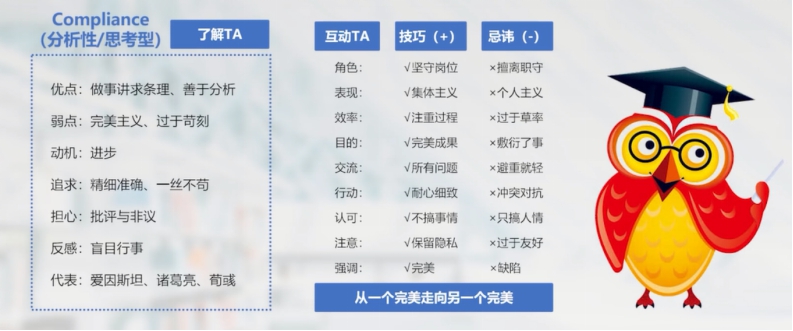 Compliance
(分析性/思考型)
了解TA
优点：做事讲求条理、善于分析
弱点：完美主义、过于苛刻
动机：进步
追求：精细准确、一丝不苟
担心：批评与非议
反感：盲目行事
代表：爱因斯坦、诸葛亮、荀彧
互动TA 技巧（+） 忌讳（-）
角色： √坚守岗位 ×擅离职守
表现： √集体主义 ×个人主义
效率： √注重过程 ×过于草率
目的： √完美成果 ×敷衍了事
交流： √所有问题 ×避重就轻
行动： √耐心细致 ×冲突对抗
认可： √不搞事情 ×只搞人情
注意： √保留隐私 ×过于友好
强调： √完美 ×缺陷
从一个完美走向另一个完美